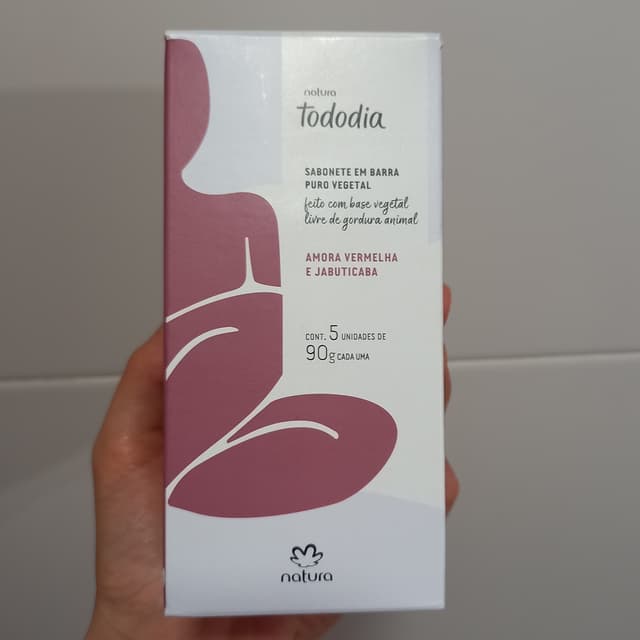 natura
tododia
SABONETE EM BARRA
PURO VEGETAL
feito com base vegetal
livre de gordura animal
AMORA VERMELHA
E JABUTICABA
CONT. 5 UNIDADES DE
90g CADA UMA
natura